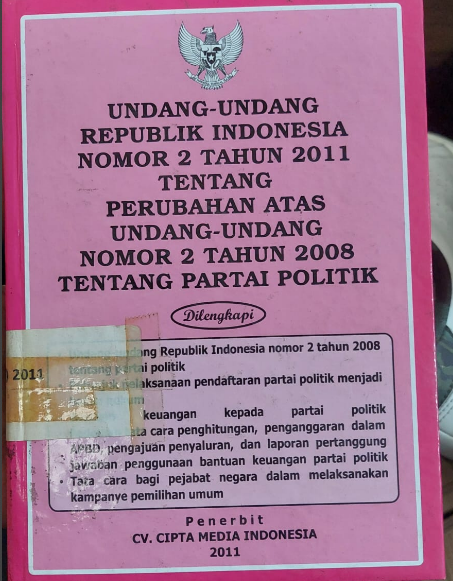 UNDANG-UNDANG
REPUBLIK INDONESIA
NOMOR 2 TAHUN 2011
TENTANG
PERUBAHAN ATAS
UNDANG-UNDANG
NOMOR 2 TAHUN 2008
TENTANG PARTAI POLITIK
Dilengkapi
Republik Indonesia nomor 2 tahun 2008
tentang partai politik
pelaksanaan pendaftaran partai politik menjadi
keuangan kepada partai politik
cara penghitungan, penganggaran dalam
APBD, pengajuan penyaluran, dan laporan pertanggung
jawaban penggunaan bantuan keuangan partai politik
• Tata cara bagi pejabat negara dalam melaksanakan
kampanye pemilihan umum
2011
Penerbit
CV. CIPTA MEDIA INDONESIA
2011